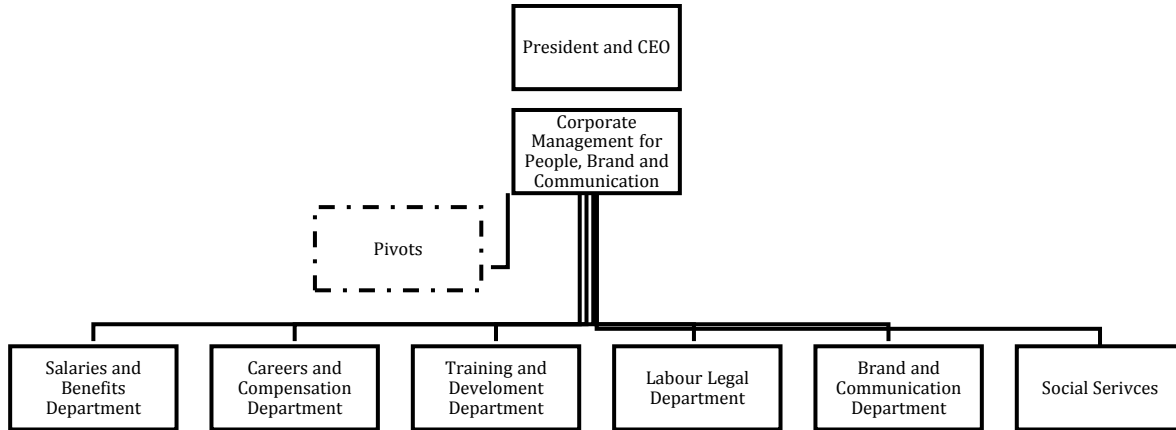 President and CEO
Corporate
Management for
People, Brand and
Communication
Pivots
Salaries and
Benefits
Department
Careers and
Compensation
Department
Training and
Develoment
Department
Labour Legal
Department
Brand and
Communication
Department
Social Serivces